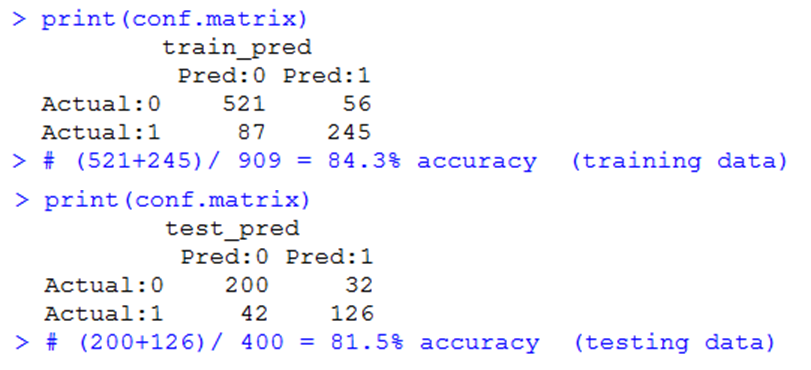 > print(conf.matrix)
train_pred
Pred:0 Pred:1
Actual:0 521 56
Actual:1 87 245
> # (521+245)/ 909 = 84.3% accuracy (training data)
> print(conf.matrix)
test_pred
Pred:0 Pred:1
Actual:0 200 32
Actual:1 42 126
> # (200+126)/ 400 = 81.5% accuracy (testing data)